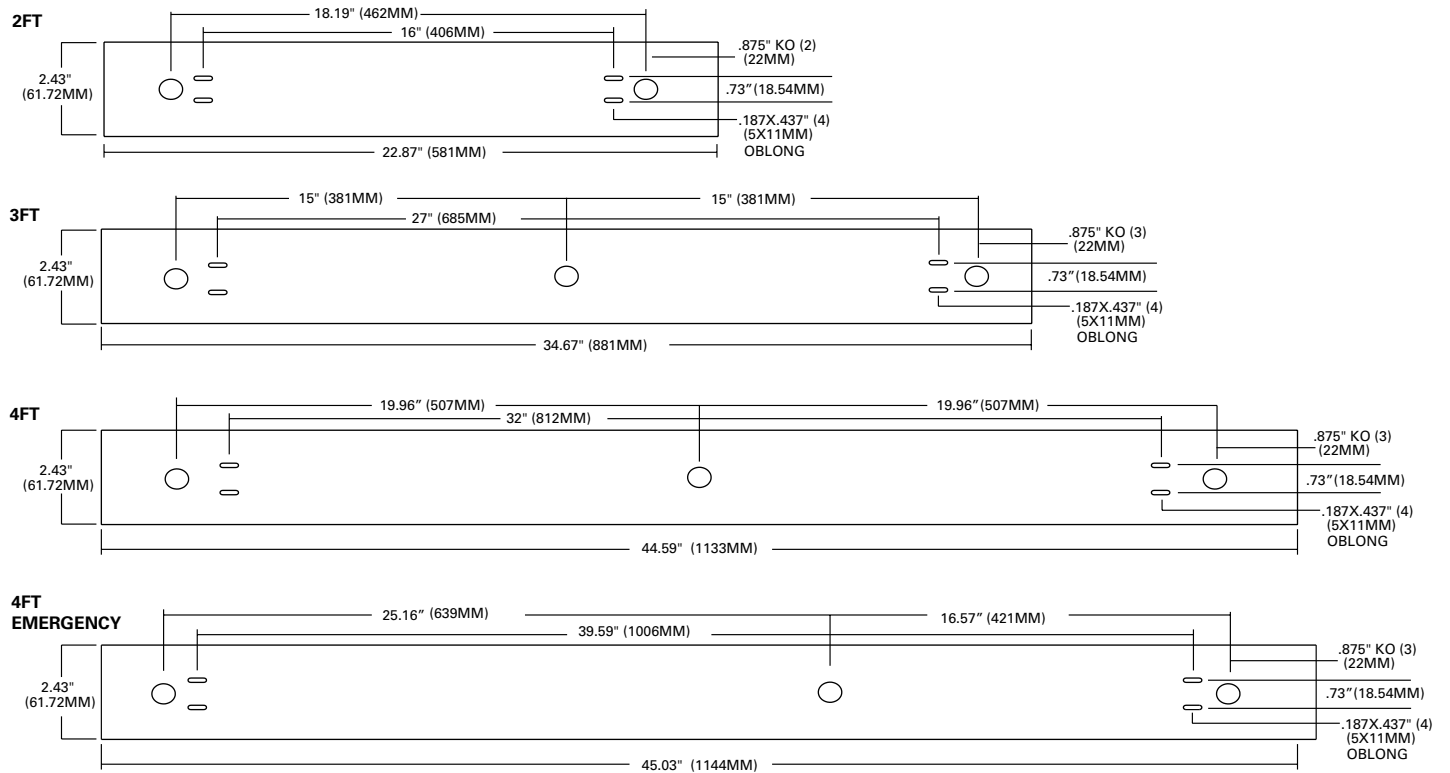 2FT
18.19" (462MM)
16" (406MM)
.875" KO (2)
(22MM)
2.43"
(61.72MM)
.73”(18.54MM)
.187X.437" (4)
(5X11MM)
OBLONG
22.87" (581MM)
3FT
15" (381MM)
15" (381MM)
27" (685MM)
.875" KO (3)
(22MM)
2.43"
(61.72MM)
.73”(18.54MM)
.187X.437" (4)
(5X11MM)
OBLONG
34.67" (881MM)
4FT
19.96” (507MM)
19.96” (507MM)
32" (812MM)
.875" KO (3)
(22MM)
2.43"
(61.72MM)
.73”(18.54MM)
.187X.437" (4)
(5X11MM)
OBLONG
44.59" (1133MM)
4FT
EMERGENCY
25.16” (639MM)
16.57” (421MM)
39.59" (1006MM)
.875" KO (3)
(22MM)
2.43"
(61.72MM)
.73”(18.54MM)
.187X.437" (4)
(5X11MM)
OBLONG
45.03" (1144MM)